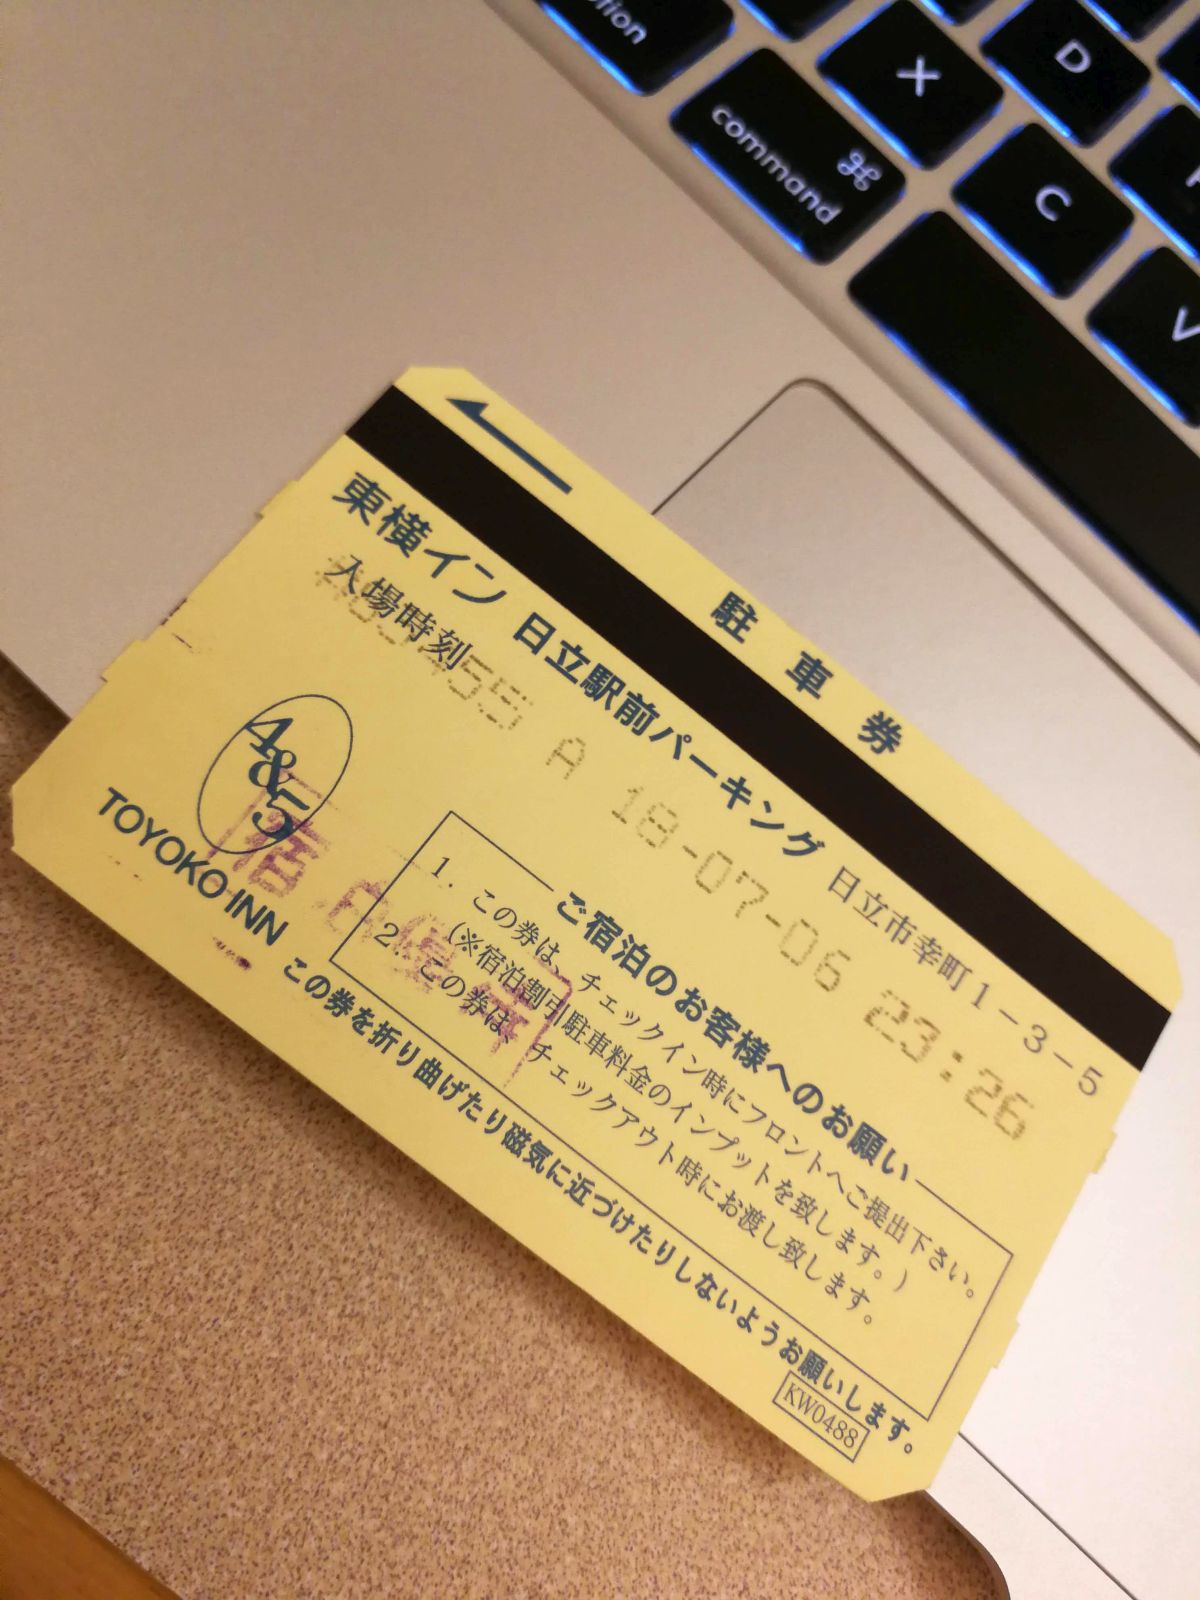 option
X
D
command ⌘
C
V
駐車券
東横イン 日立駅前パーキング 日立市幸町1-3-5
入場時刻
A 18-07-06 23:26
4&5
TOYOKO INN
ご宿泊のお客様へのお願い
1. この券は、チェックイン時にフロントへご提出下さい。
(※宿泊割引駐車料金のインプットを致します。)
2. この券は、チェックアウト時にお渡し致します。
この券を折り曲げたり磁気に近づけたりしないようお願いします。
KW0488